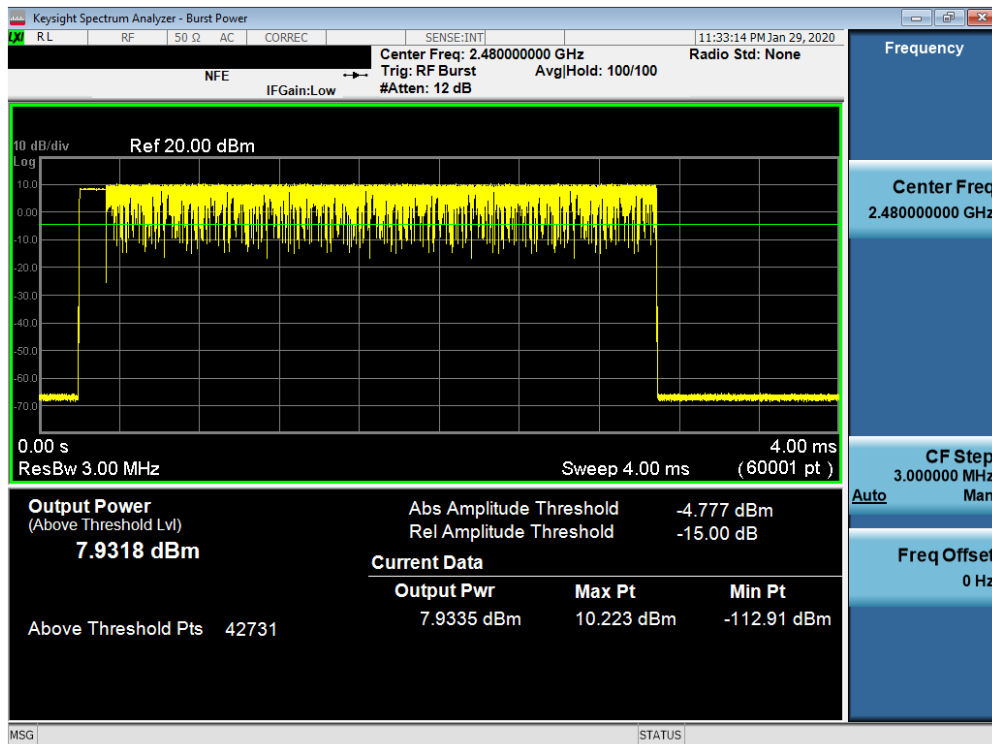 Keysight Spectrum Analyzer - Burst Power
LXI RL RF 50 Ω AC CORREC SENSE:INT 11:33:14 PM Jan 29, 2020
Center Freq: 2.480000000 GHz Radio Std: None
NFE Trig: RF Burst Avg|Hold: 100/100
IFGain:Low #Atten: 12 dB
10 dB/div Ref 20.00 dBm
Log
10.0
0.00
-10.0
-20.0
-30.0
-40.0
-50.0
-60.0
-70.0
0.00 s 4.00 ms
ResBw 3.00 MHz Sweep 4.00 ms (60001 pt)
Output Power
(Above Threshold Lvl)
7.9318 dBm
Above Threshold Pts 42731
Abs Amplitude Threshold -4.777 dBm
Rel Amplitude Threshold -15.00 dB
Current Data
Output Pwr Max Pt Min Pt
7.9335 dBm 10.223 dBm -112.91 dBm
Frequency
Center Freq
2.480000000 GHz
CF Step
3.000000 MHz
Auto Man
Freq Offset
0 Hz
MSG STATUS